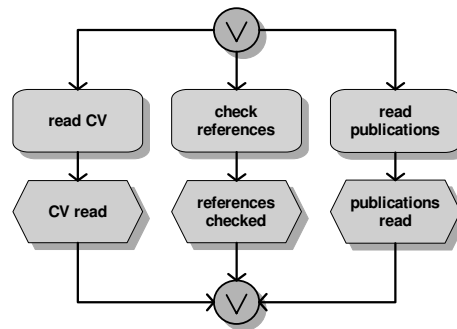 V
read CV
check
references
read
publications
CV read
references
checked
publications
read
V